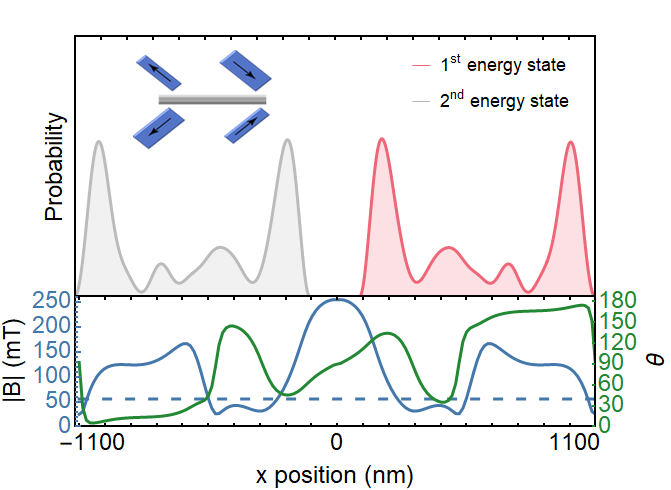 1st energy state
2nd energy state
Probability
250
200
150
100
50
0
|B| (mT)
180
150
120
90
60
30
0
θ
−1100
0
1100
x position (nm)